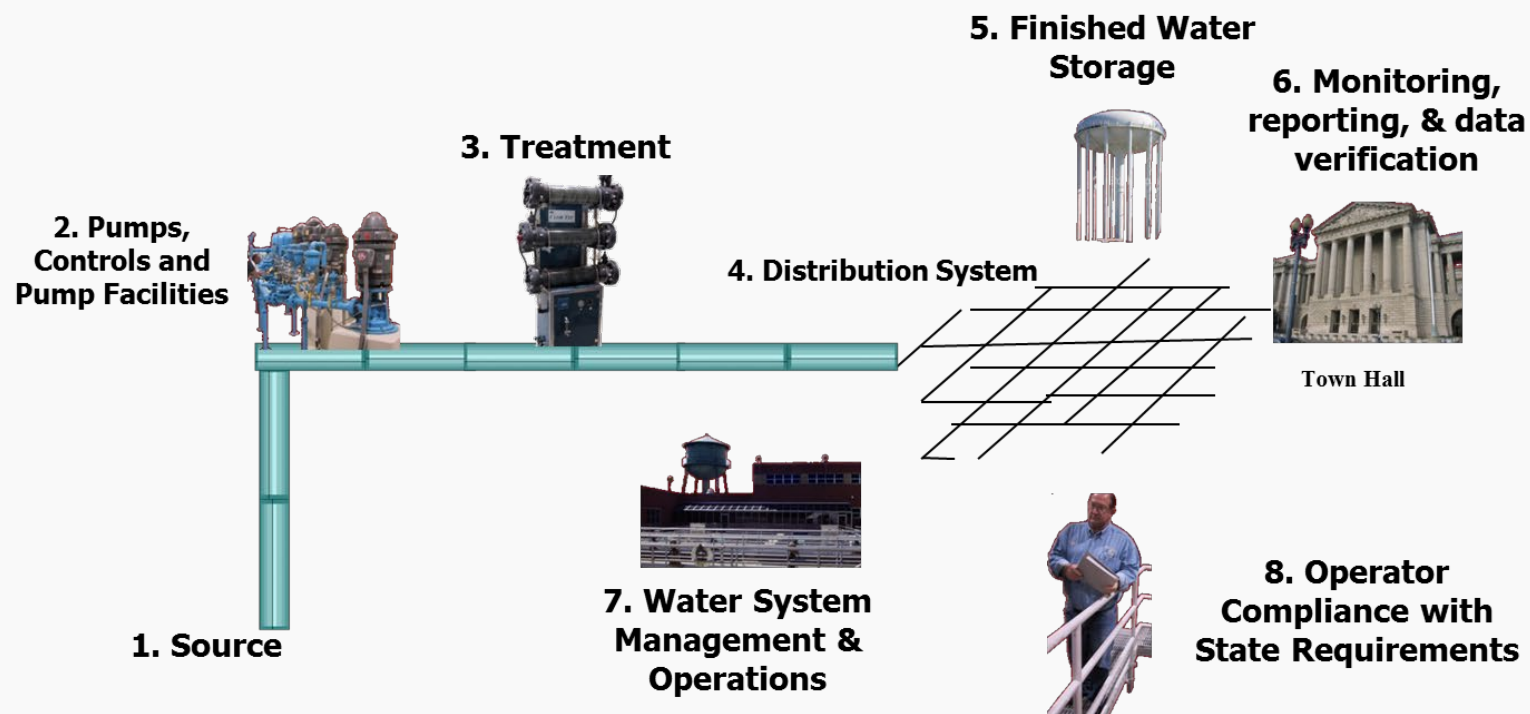 1. Source
2. Pumps,
Controls and
Pump Facilities
3. Treatment
4. Distribution System
5. Finished Water
Storage
6. Monitoring,
reporting, & data
verification
Town Hall
7. Water System
Management &
Operations
8. Operator
Compliance with
State Requirements